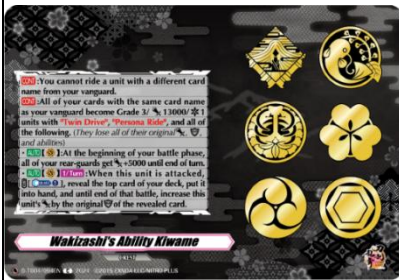 CONT:You cannot ride a unit with a different card
name from your vanguard.
CONT:All of your cards with the same card name
as your vanguard become Grade 3/ 13000/ 1
units with "Twin Drive", "Persona Ride", and all of
the following. (They lose all of their original , ,
and abilities)
・AUTO[ ]:At the beginning of your battle phase,
all of your rear-guards get +5000 until end of turn.
・AUTO[ ] 1/Turn :When this unit is attacked,
[ ], reveal the top card of your deck, put it
into hand, and until end of that battle, increase this
unit's by the original of the revealed card.
Wakizashi's Ability Kiwame